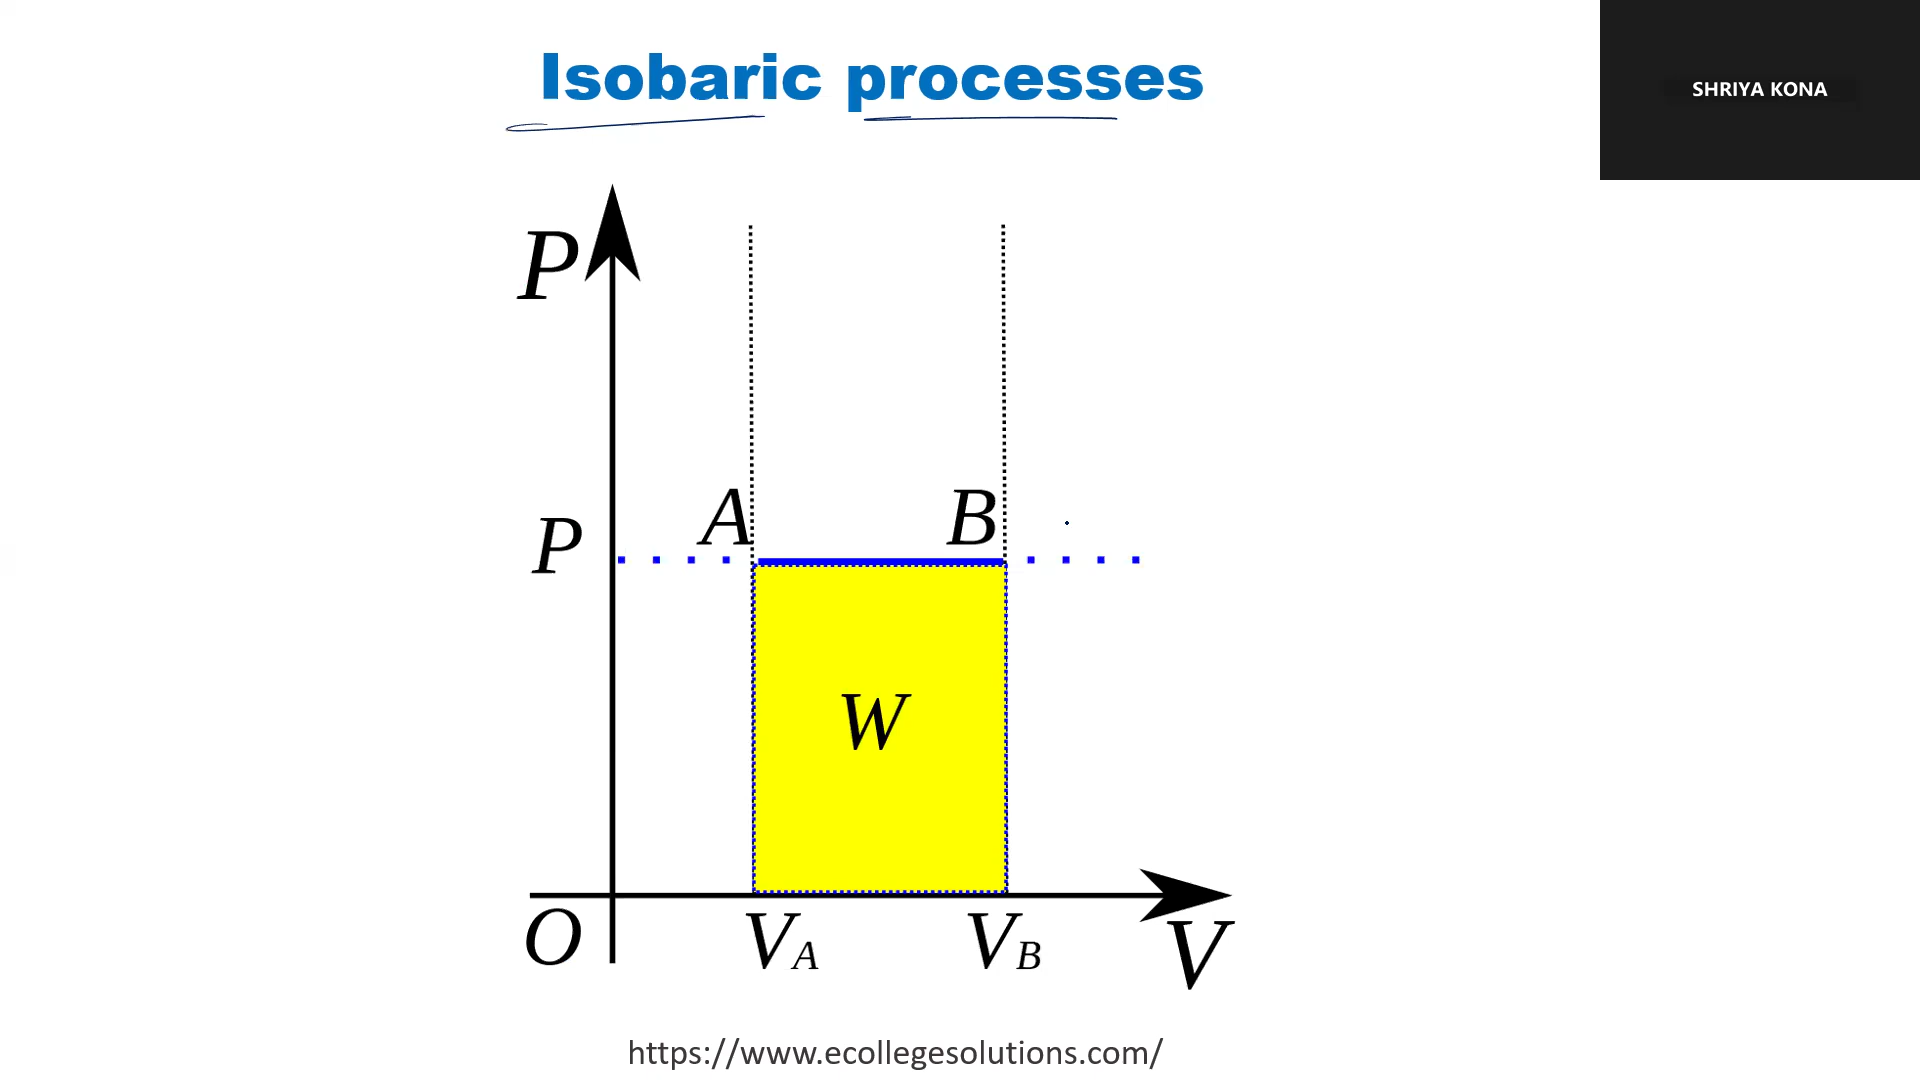 Isobaric processes
SHRIYA KONA
P
A
B
P
W
O
VA
VB
V
https://www.ecollegesolutions.com/